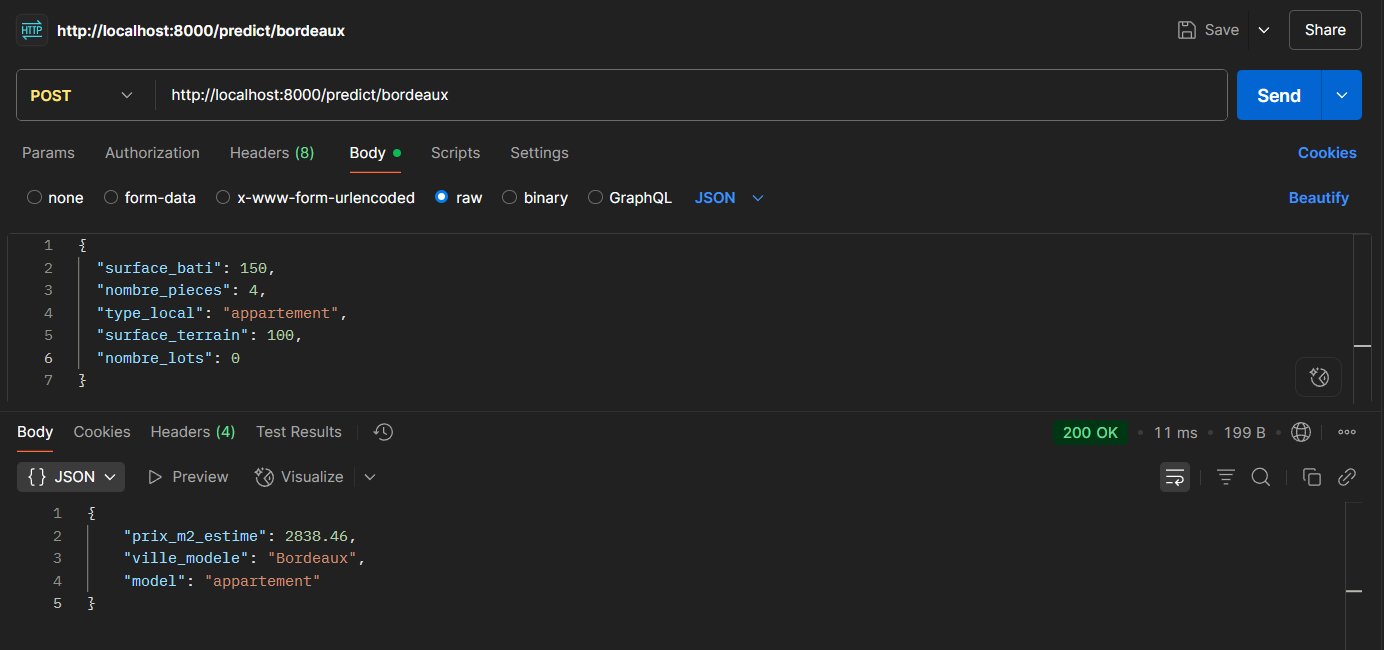 HTTP http://localhost:8000/predict/bordeaux Save Share
POST http://localhost:8000/predict/bordeaux Send
Params Authorization Headers (8) Body Scripts Settings Cookies
none form-data x-www-form-urlencoded raw binary GraphQL JSON Beautify
1 {
2 "surface_bati": 150,
3 "nombre_pieces": 4,
4 "type_local": "appartement",
5 "surface_terrain": 100,
6 "nombre_lots": 0
7 }
Body Cookies Headers (4) Test Results 200 OK • 11 ms • 199 B •
{} JSON Preview Visualize
1 {
2 "prix_m2_estime": 2838.46,
3 "ville_modele": "Bordeaux",
4 "model": "appartement"
5 }